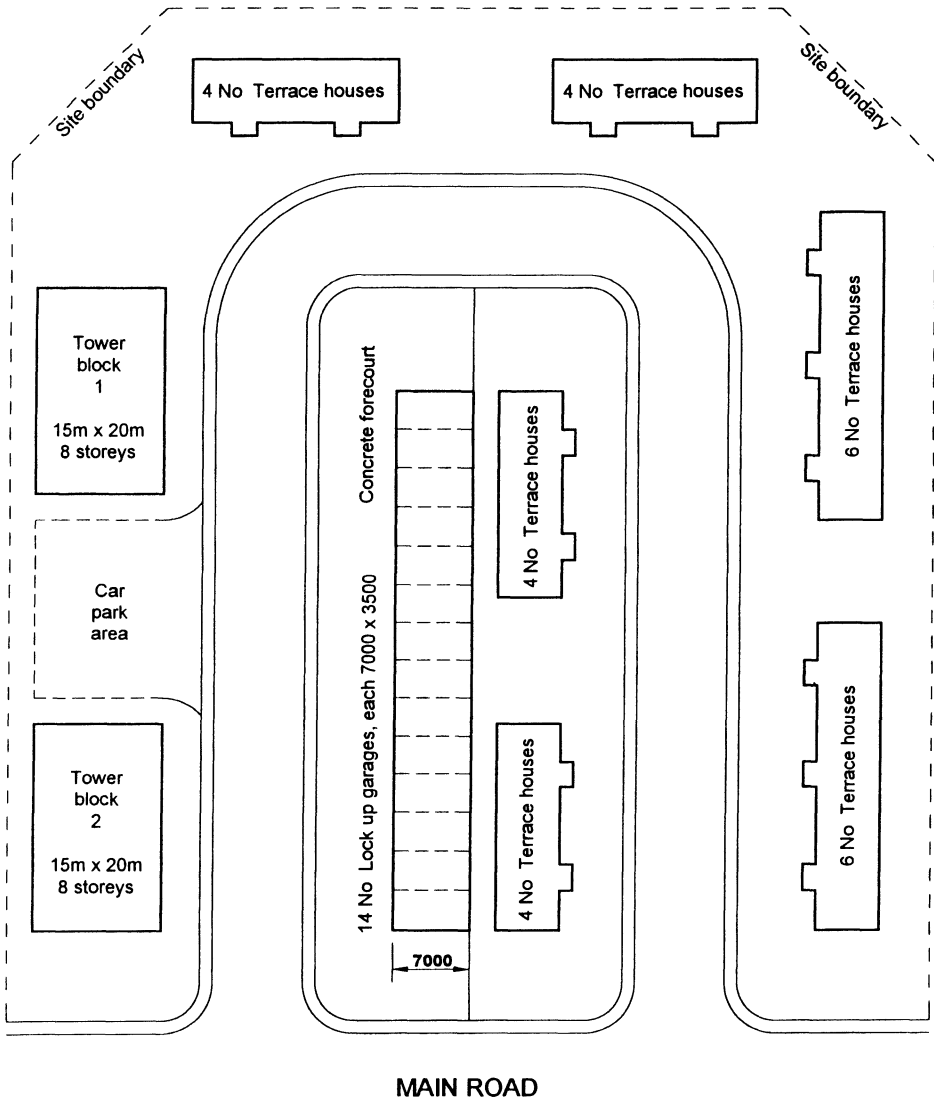 Site boundary
4 No Terrace houses
4 No Terrace houses
Site boundary
Tower
block
1
15m x 20m
8 storeys
Concrete forecourt
4 No Terrace houses
6 No Terrace houses
Car
park
area
14 No Lock up garages, each 7000 x 3500
Tower
block
2
15m x 20m
8 storeys
4 No Terrace houses
6 No Terrace houses
7000
MAIN ROAD